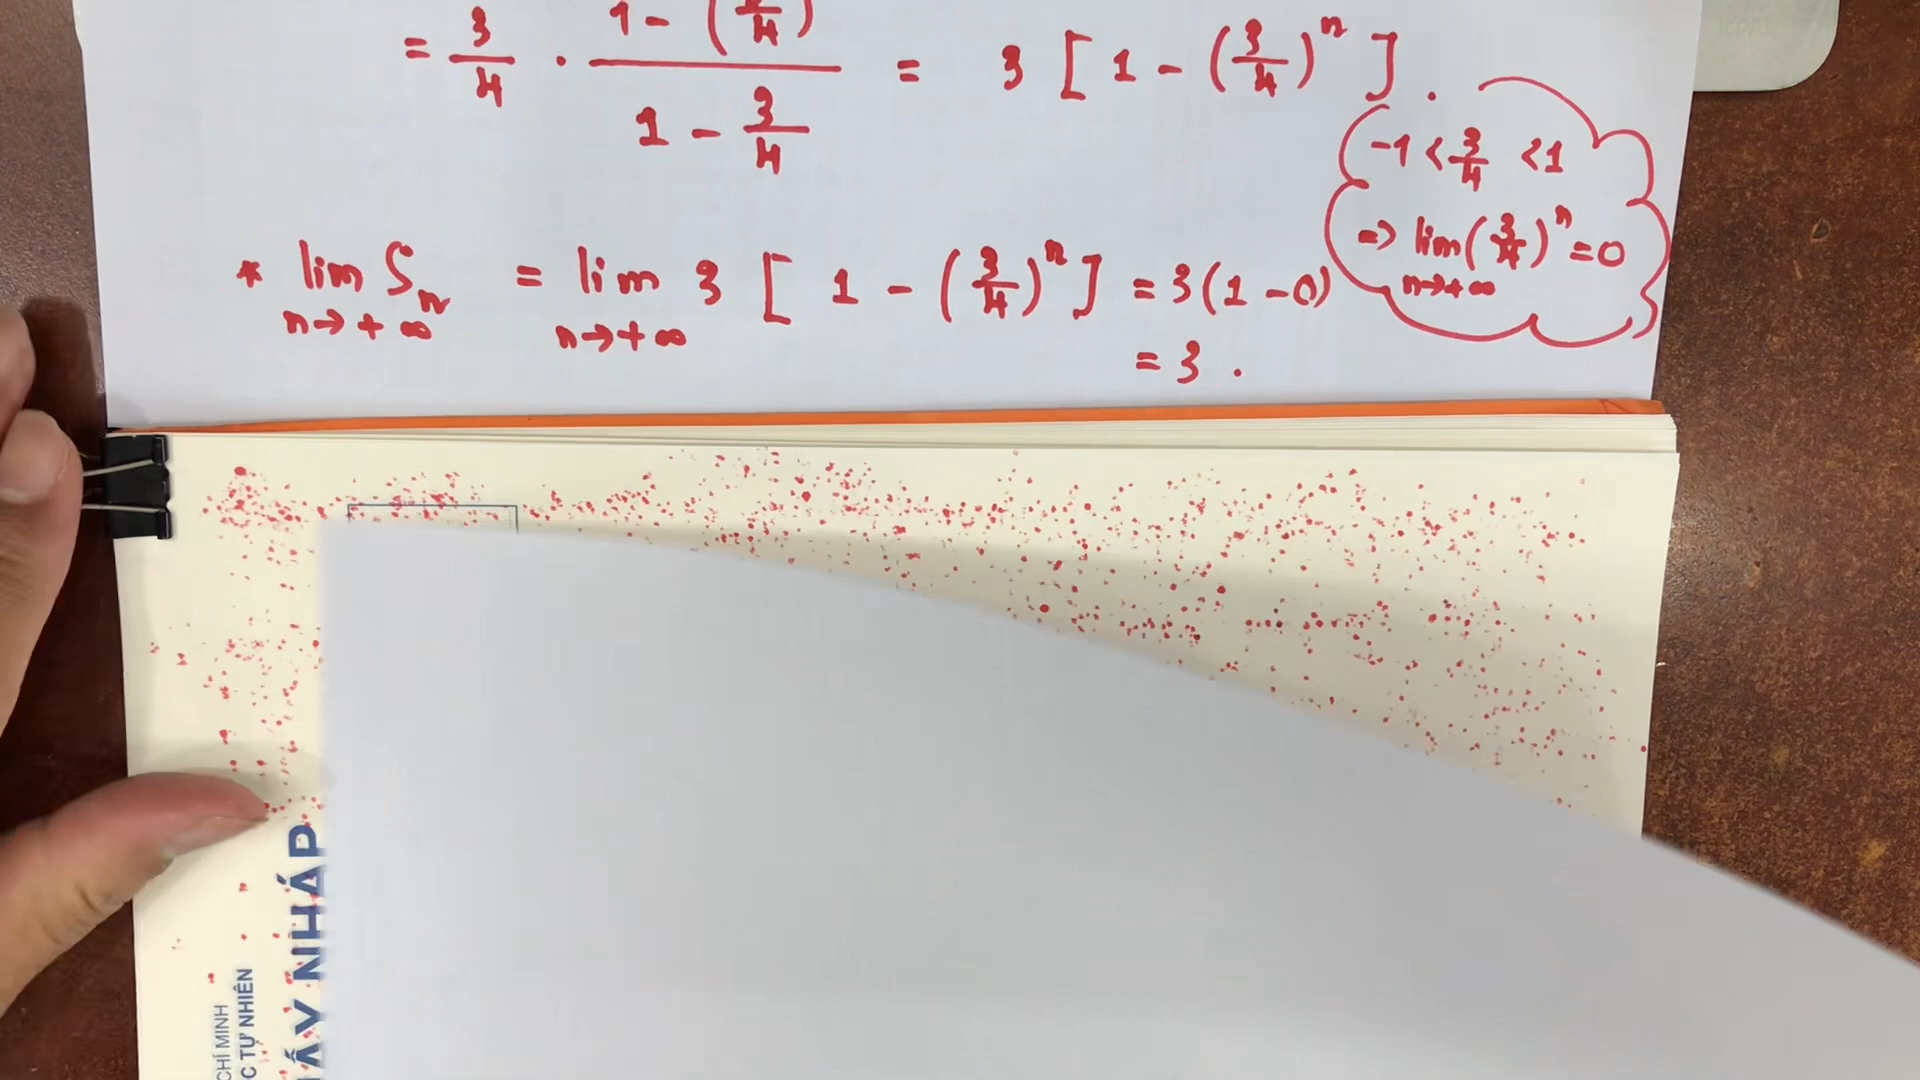 = 3/4 · (1 - (3/4)) / (1 - 3/4) = 3 [ 1 - (3/4)^n ] .
-1 < 3/4 < 1
=> lim (3/4)^n = 0
n→+∞
* lim S_n = lim 3 [ 1 - (3/4)^n ] = 3(1-0)
n→+∞ n→+∞
= 3 .
CHÍ MINH
TỰ NHIÊN
NHÁP